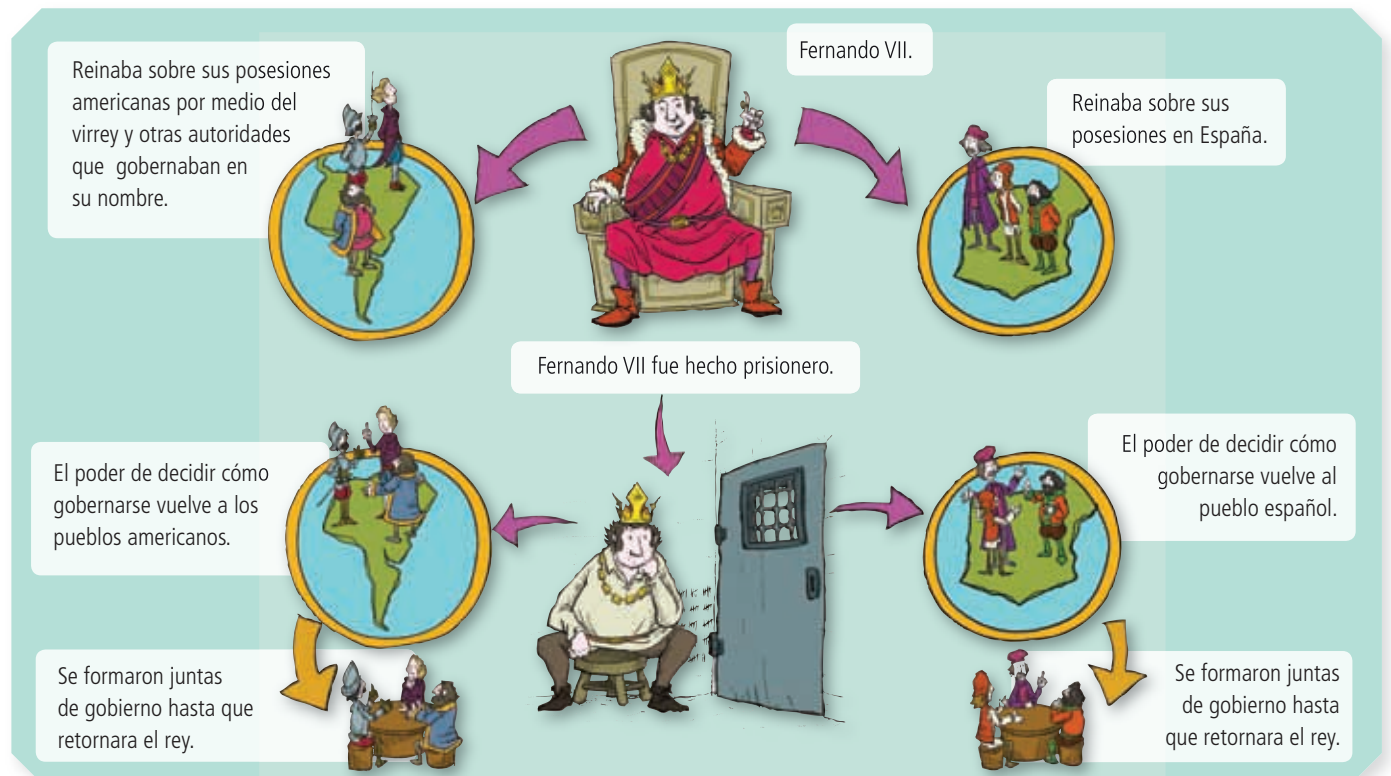 Fernando VII.
Reinaba sobre sus posesiones
americanas por medio del
virrey y otras autoridades
que gobernaban en
su nombre.
Reinaba sobre sus
posesiones en España.
Fernando VII fue hecho prisionero.
El poder de decidir cómo
gobernarse vuelve a los
pueblos americanos.
El poder de decidir cómo
gobernarse vuelve al
pueblo español.
Se formaron juntas
de gobierno hasta que
retornara el rey.
Se formaron juntas
de gobierno hasta
que retornara el rey.